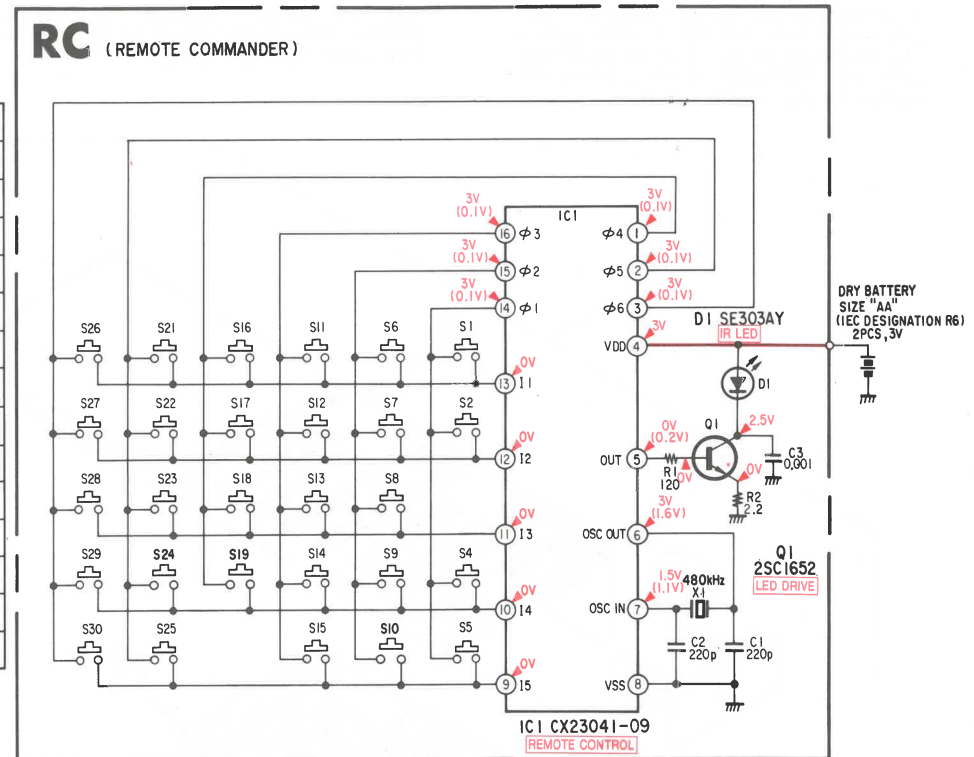 RC (REMOTE COMMANDER)
IC1
3V
(0.1V)
16 ϕ3
3V
(0.1V)
ϕ4 1
3V
(0.1V)
15 ϕ2
3V
(0.1V)
ϕ5 2
3V
(0.1V)
14 ϕ1
3V
(0.1V)
ϕ6 3
DRY BATTERY
SIZE "AA"
(IEC DESIGNATION R6)
2PCS,3V
D1 SE303AY
IR LED
3V
VDD 4
S26 S21 S16 S11 S6 S1
0V
13 I1
D1
S27 S22 S17 S12 S7 S2
0V
12 I2
2.5V
Q1
0V
(0.2V)
OUT 5
R1
120
0V
C3
0.001
0V
R2
2.2
S28 S23 S18 S13 S8
0V
11 I3
3V
(1.6V)
OSC OUT 6
S29 S24 S19 S14 S9 S4
0V
10 I4
Q1
2SC1652
LED DRIVE
1.5V
(1.1V)
480kHz
X1
OSC IN 7
S30 S25 S15 S10 S5
0V
9 I5
C2
220p
C1
220p
VSS 8
IC1 CX23041-09
REMOTE CONTROL